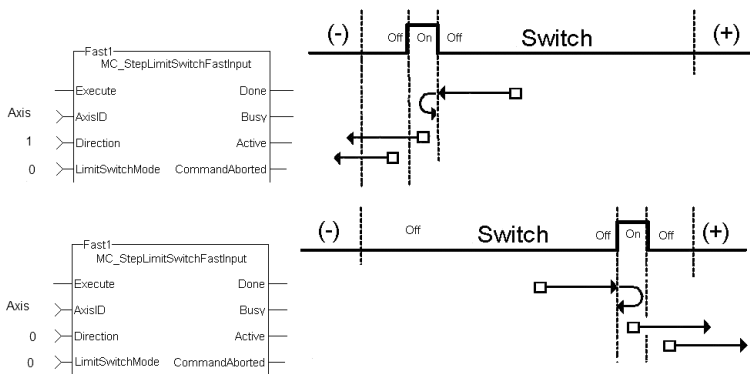 Fast1
MC_StepLimitSwitchFastInput
Execute Done
Axis AxisID Busy
1 Direction Active
0 LimitSwitchMode CommandAborted
(-) Off On Off Switch (+)
Fast1
MC_StepLimitSwitchFastInput
Execute Done
Axis AxisID Busy
0 Direction Active
0 LimitSwitchMode CommandAborted
(-) Off Switch Off On Off (+)